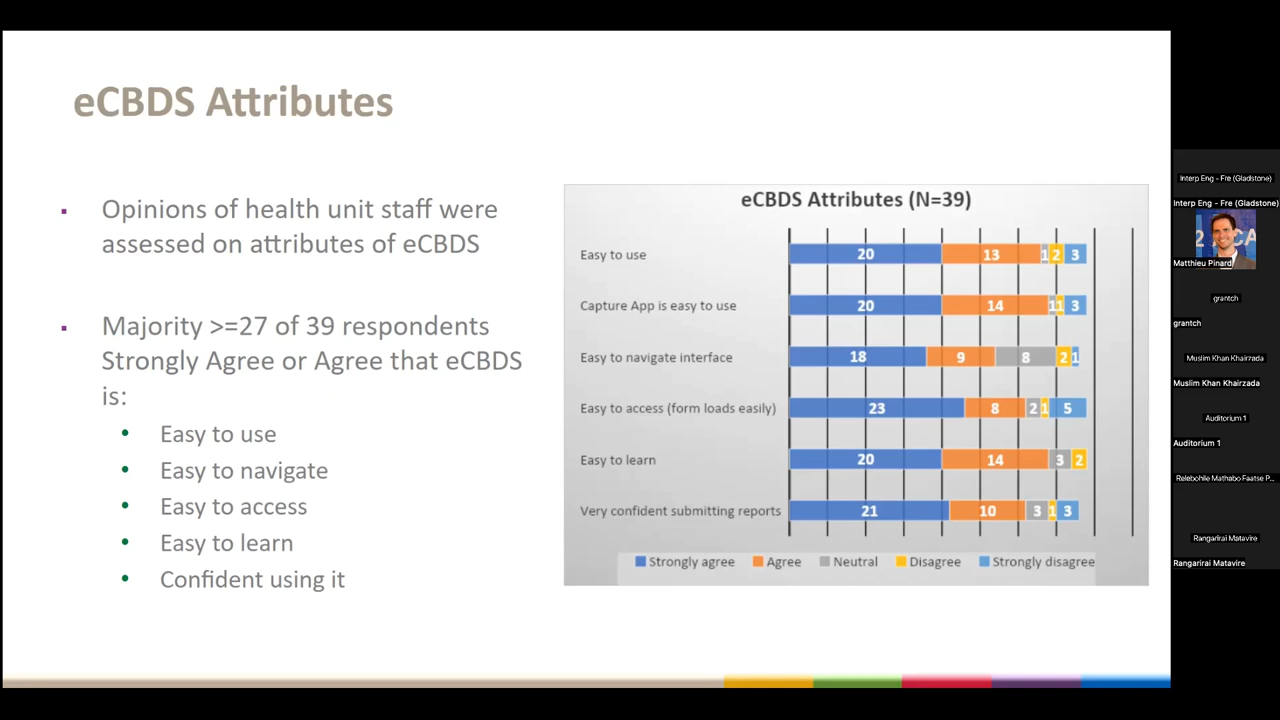 eCBDS Attributes
▪ Opinions of health unit staff were
assessed on attributes of eCBDS
▪ Majority >=27 of 39 respondents
Strongly Agree or Agree that eCBDS
is:
• Easy to use
• Easy to navigate
• Easy to access
• Easy to learn
• Confident using it
eCBDS Attributes (N=39)
Easy to use 20 13 1 2 3
Capture App is easy to use 20 14 1 1 3
Easy to navigate interface 18 9 8 2 1
Easy to access (form loads easily) 23 8 2 1 5
Easy to learn 20 14 3 2
Very confident submitting reports 21 10 3 1 3
Strongly agree Agree Neutral Disagree Strongly disagree
Interp Eng - Fre (Gladstone)
Interp Eng - Fre (Gladstone)
Matthieu Pinard
grantch
grantch
Muslim Khan Khairzada
Muslim Khan Khairzada
Auditorium 1
Auditorium 1
Relebohile Mathabo Faatse P...
Rangarirai Matavire
Rangarirai Matavire